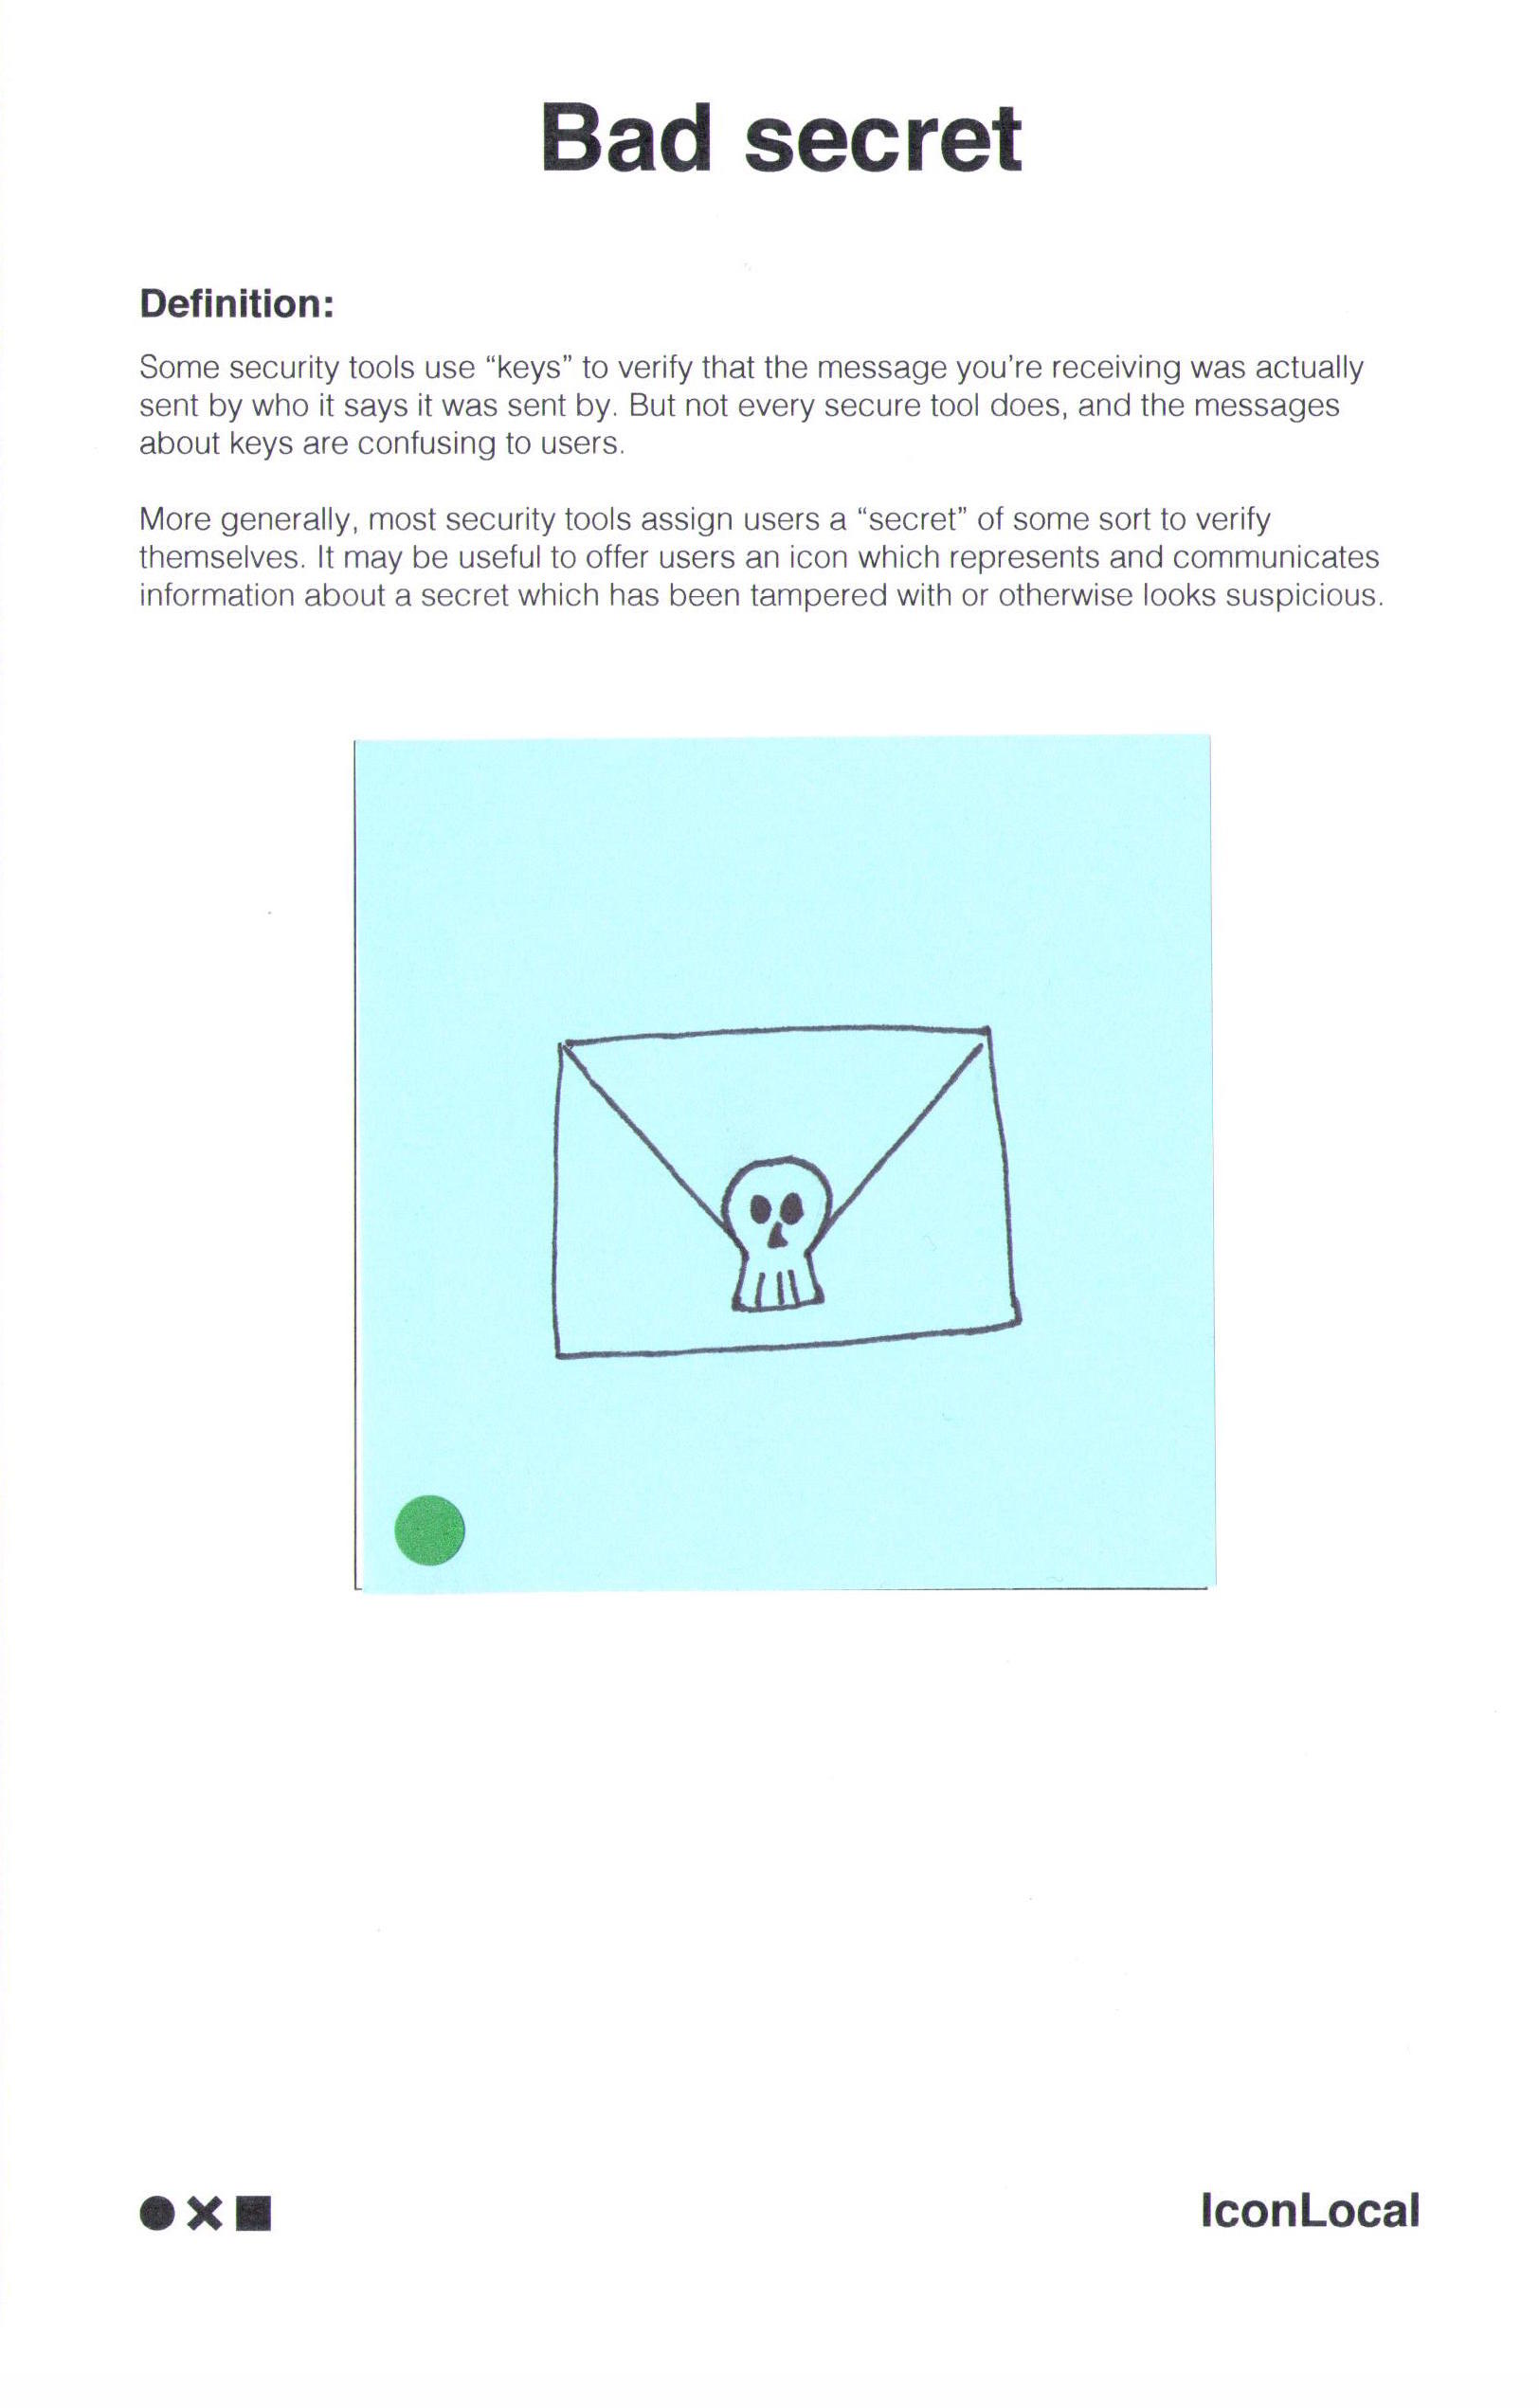 Bad secret
Definition:
Some security tools use “keys” to verify that the message you're receiving was actually
sent by who it says it was sent by. But not every secure tool does, and the messages
about keys are confusing to users.
More generally, most security tools assign users a “secret” of some sort to verify
themselves. It may be useful to offer users an icon which represents and communicates
information about a secret which has been tampered with or otherwise looks suspicious.
IconLocal